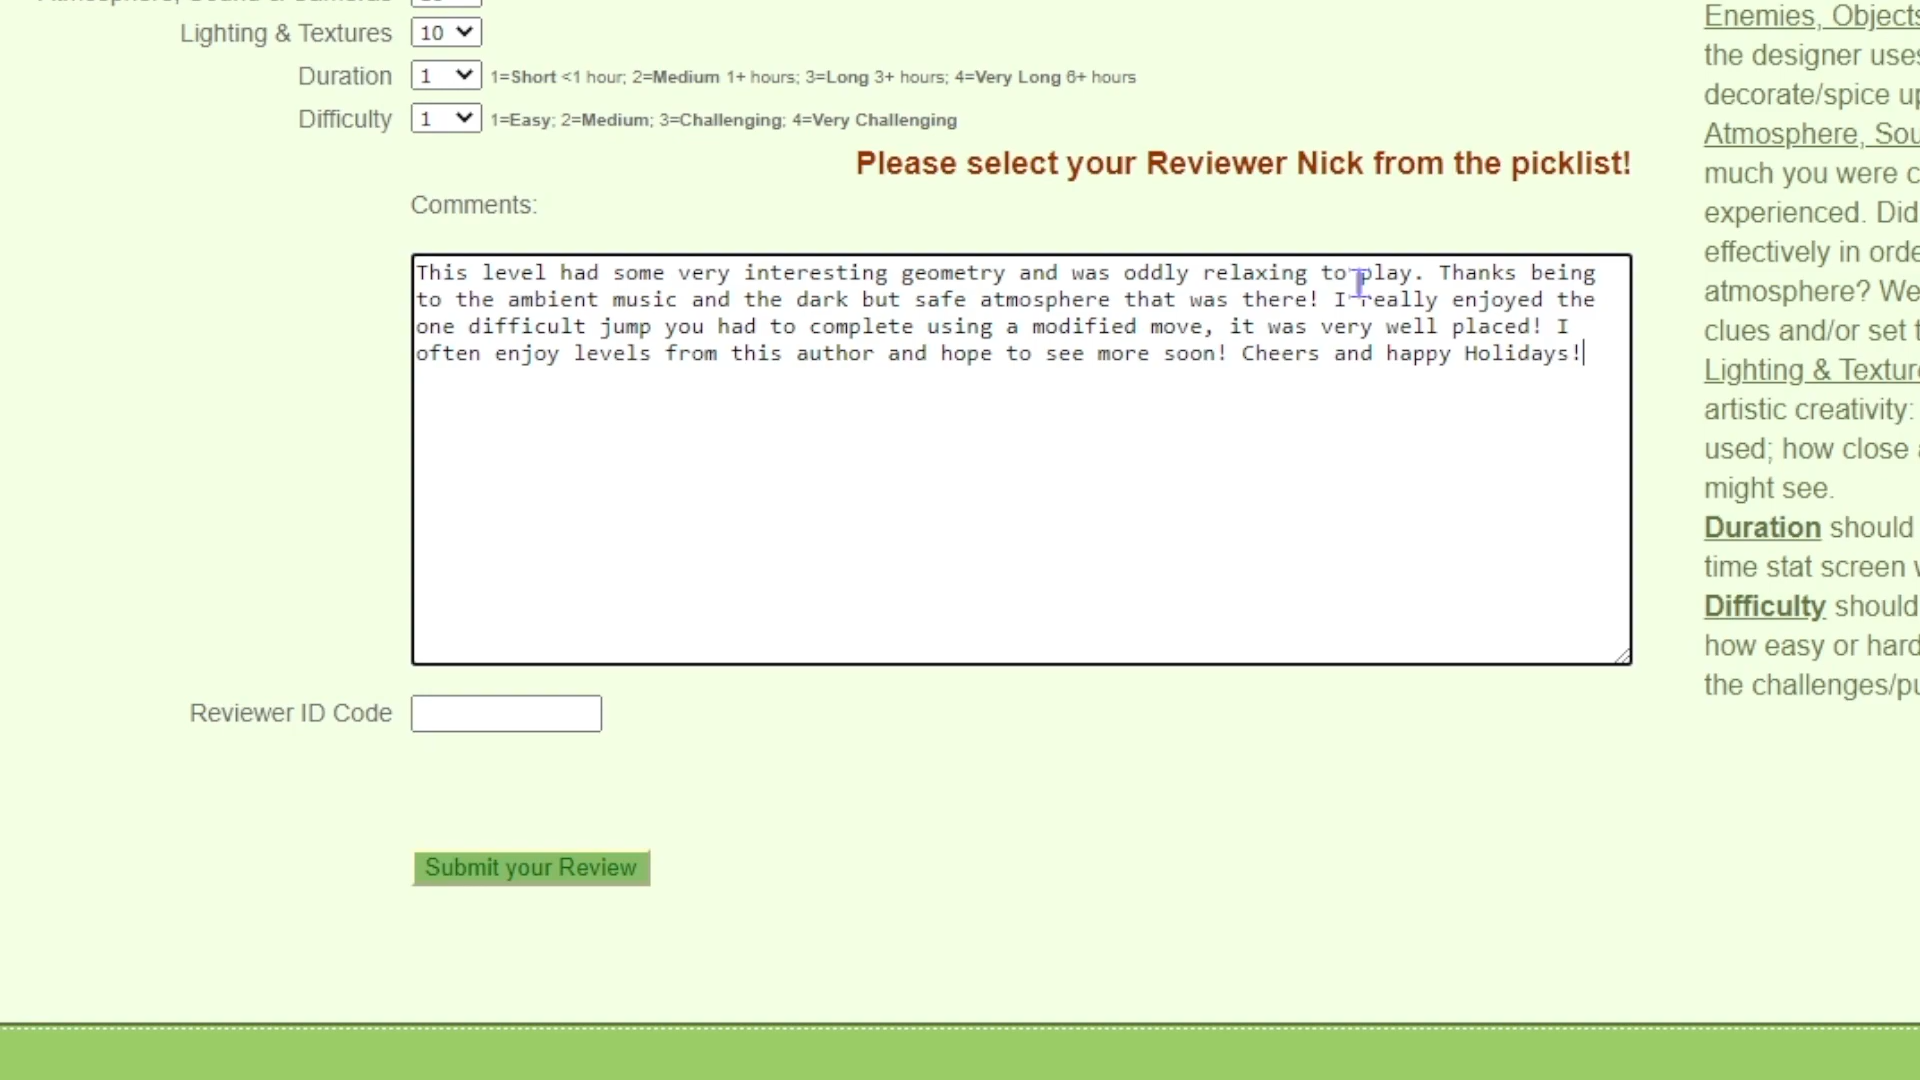 Lighting & Textures 10
Duration 1 1=Short <1 hour; 2=Medium 1+ hours; 3=Long 3+ hours; 4=Very Long 6+ hours
Difficulty 1 1=Easy; 2=Medium; 3=Challenging; 4=Very Challenging
Please select your Reviewer Nick from the picklist!
Comments:
This level had some very interesting geometry and was oddly relaxing to play. Thanks being
to the ambient music and the dark but safe atmosphere that was there! I really enjoyed the
one difficult jump you had to complete using a modified move, it was very well placed! I
often enjoy levels from this author and hope to see more soon! Cheers and happy Holidays!
Reviewer ID Code
Submit your Review
Enemies, Objects
the designer uses
decorate/spice up
Atmosphere, Sou
much you were c
experienced. Did
effectively in orde
atmosphere? We
clues and/or set t
Lighting & Texture
artistic creativity:
used; how close a
might see.
Duration should
time stat screen w
Difficulty should
how easy or hard
the challenges/pu